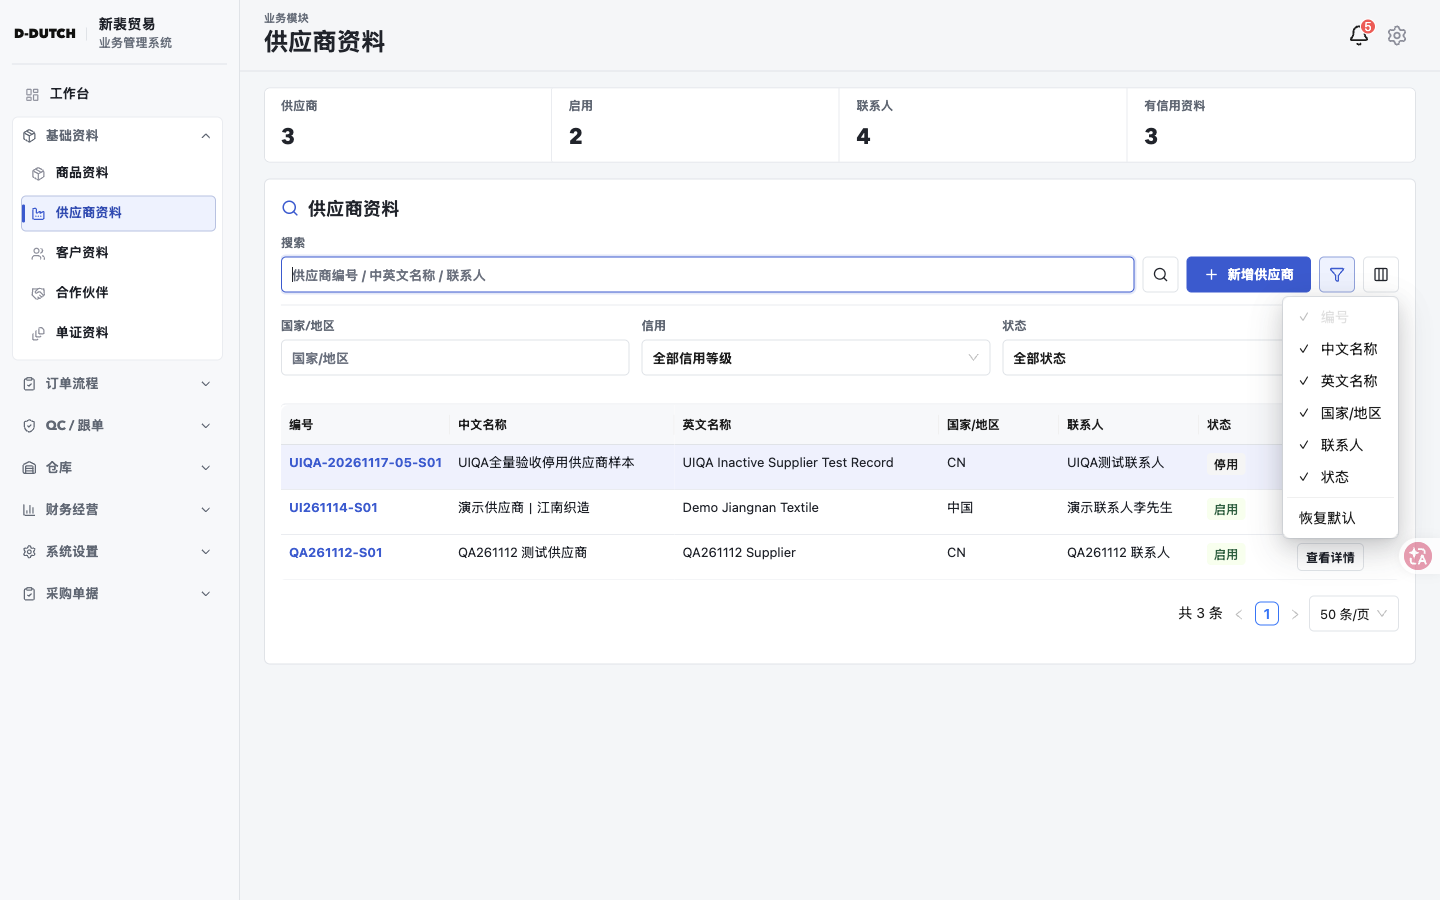 D-DUTCH
新裴贸易
业务管理系统
工作台
基础资料
商品资料
供应商资料
客户资料
合作伙伴
单证资料
订单流程
QC / 跟单
仓库
财务经营
系统设置
采购单据
业务模块
供应商资料
5
供应商
3
启用
2
联系人
4
有信用资料
3
供应商资料
搜索
供应商编号 / 中英文名称 / 联系人
新增供应商
国家/地区
信用
状态
国家/地区
全部信用等级
全部状态
编号
中文名称
英文名称
国家/地区
联系人
状态
恢复默认
编号 中文名称 英文名称 国家/地区 联系人 状态
UIQA-20261117-05-S01 UIQA全量验收停用供应商样本 UIQA Inactive Supplier Test Record CN UIQA测试联系人 停用
UI261114-S01 演示供应商 | 江南织造 Demo Jiangnan Textile 中国 演示联系人李先生 启用
QA261112-S01 QA261112 测试供应商 QA261112 Supplier CN QA261112 联系人 启用 查看详情
共 3 条 1 50 条/页